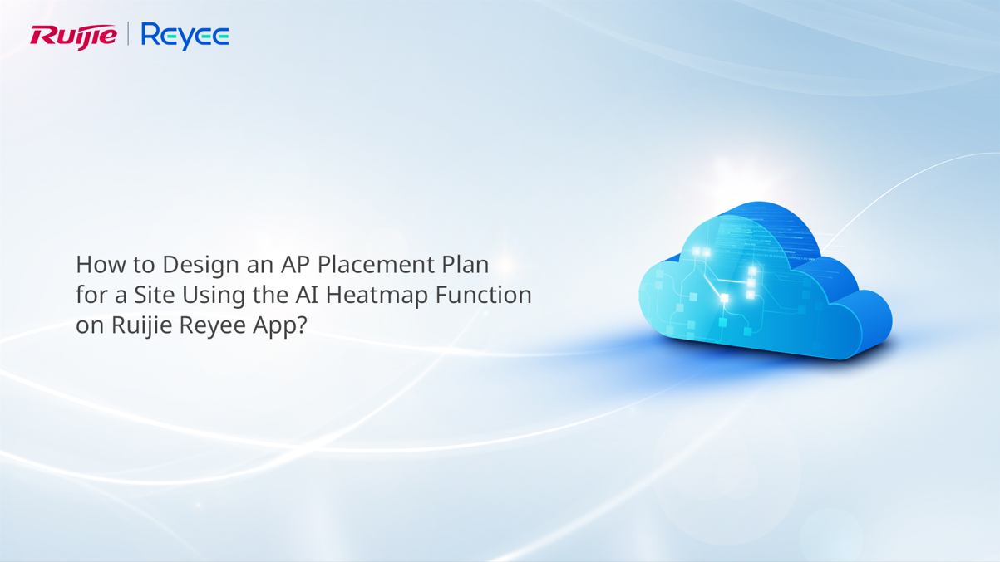 Ruijie | Reyee
How to Design an AP Placement Plan
for a Site Using the AI Heatmap Function
on Ruijie Reyee App?